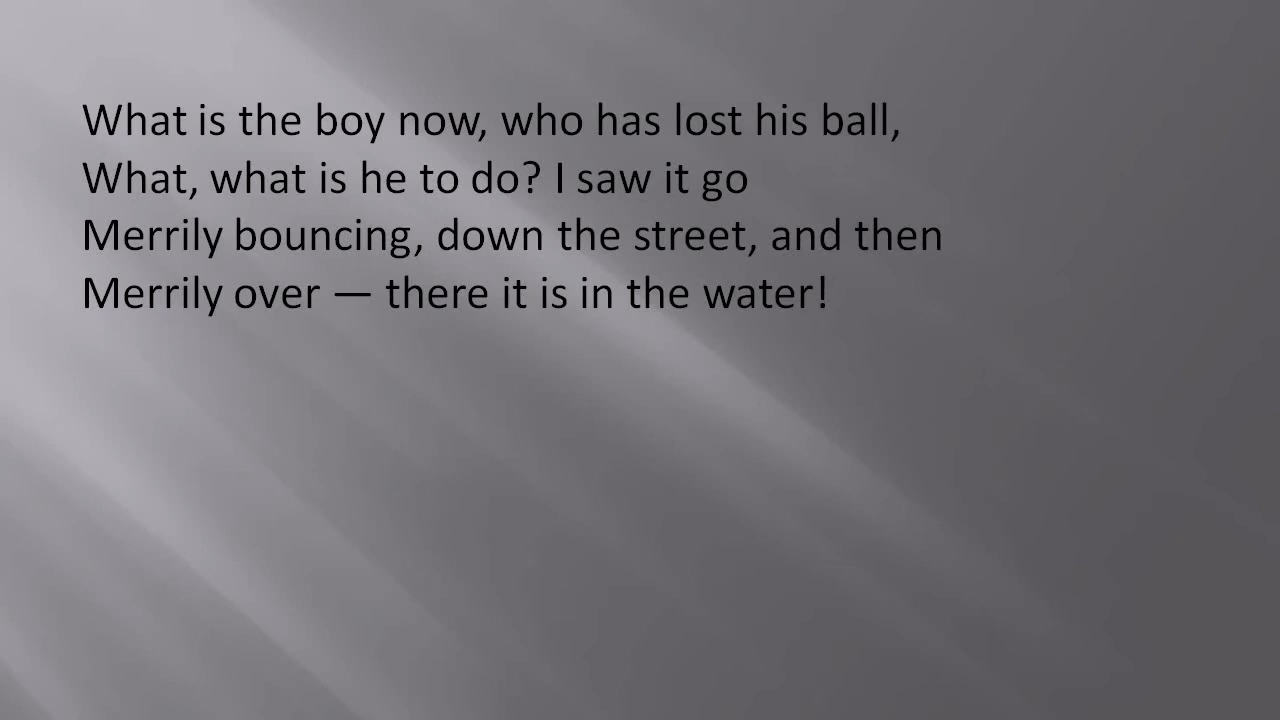 What is the boy now, who has lost his ball,
What, what is he to do? I saw it go
Merrily bouncing, down the street, and then
Merrily over — there it is in the water!